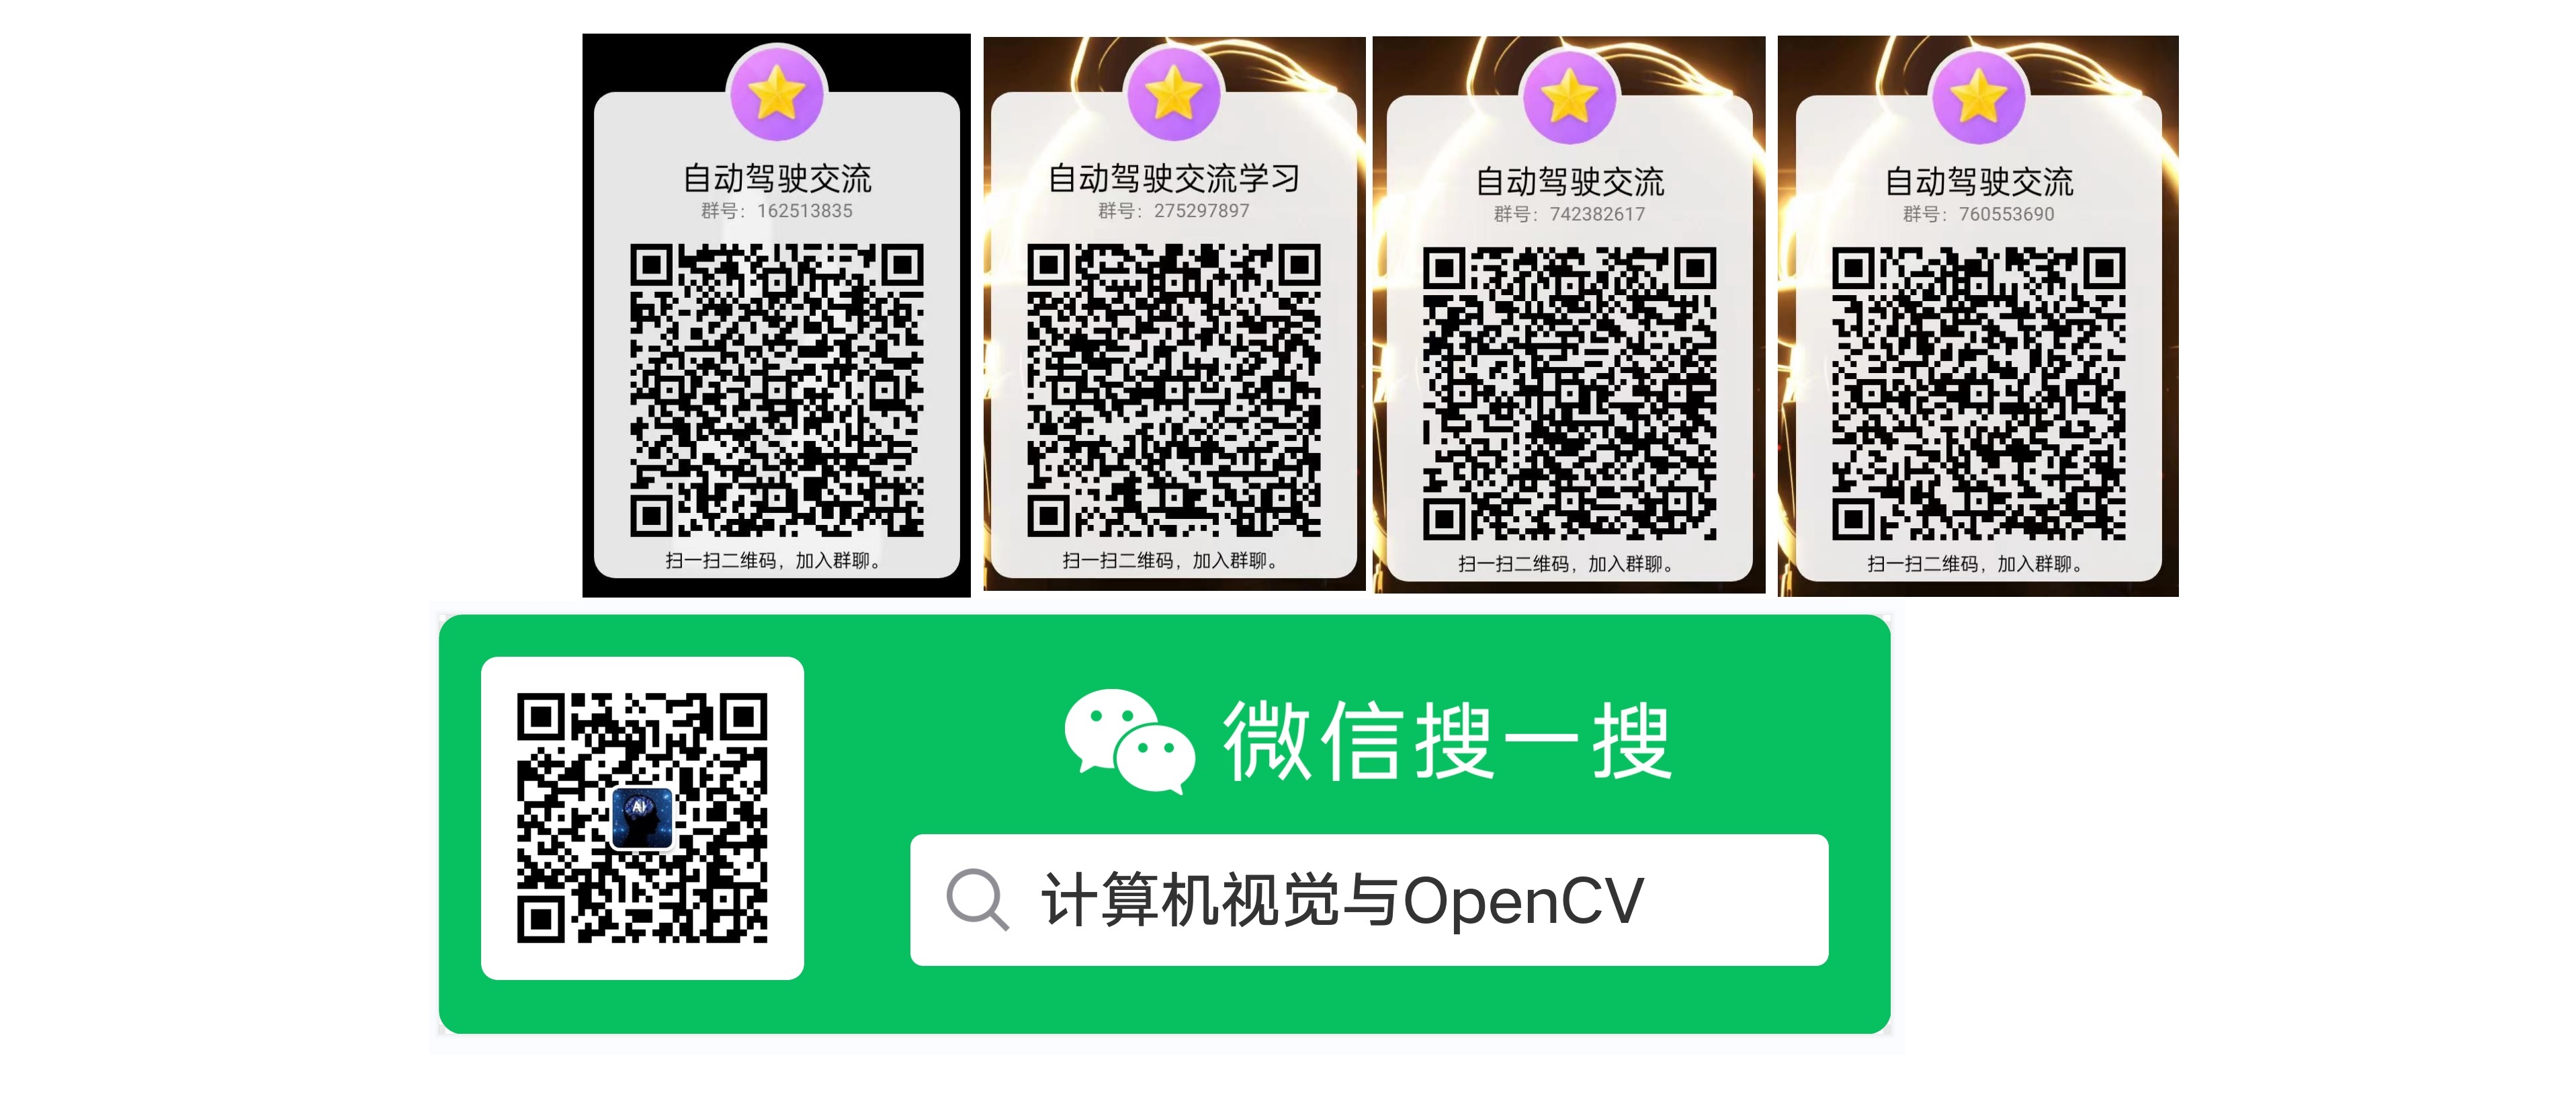 自动驾驶交流
群号：162513835
扫一扫二维码，加入群聊。
自动驾驶交流学习
群号：275297897
扫一扫二维码，加入群聊。
自动驾驶交流
群号：742382617
扫一扫二维码，加入群聊。
自动驾驶交流
群号：760553690
扫一扫二维码，加入群聊。
AI
微信搜一搜
计算机视觉与OpenCV